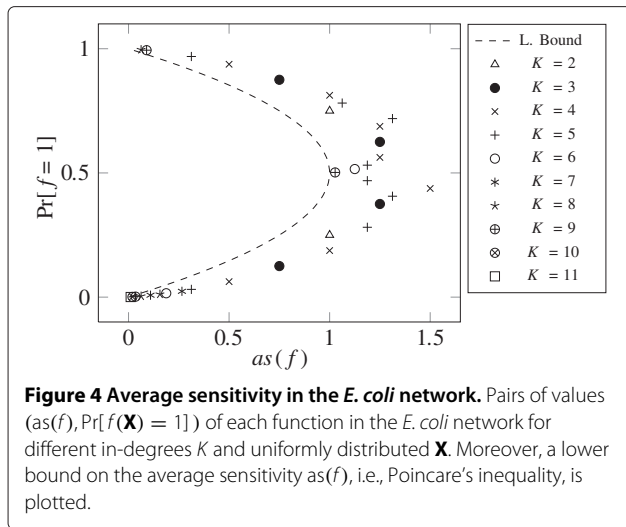 1
0.5
0
Pr[f = 1]
0
0.5
1
1.5
as(f)
L. Bound
K = 2
K = 3
K = 4
K = 5
K = 6
K = 7
K = 8
K = 9
K = 10
K = 11
Figure 4 Average sensitivity in the E. coli network. Pairs of values
(as(f), Pr[f(X) = 1] ) of each function in the E. coli network for
different in-degrees K and uniformly distributed X. Moreover, a lower
bound on the average sensitivity as(f), i.e., Poincare's inequality, is
plotted.